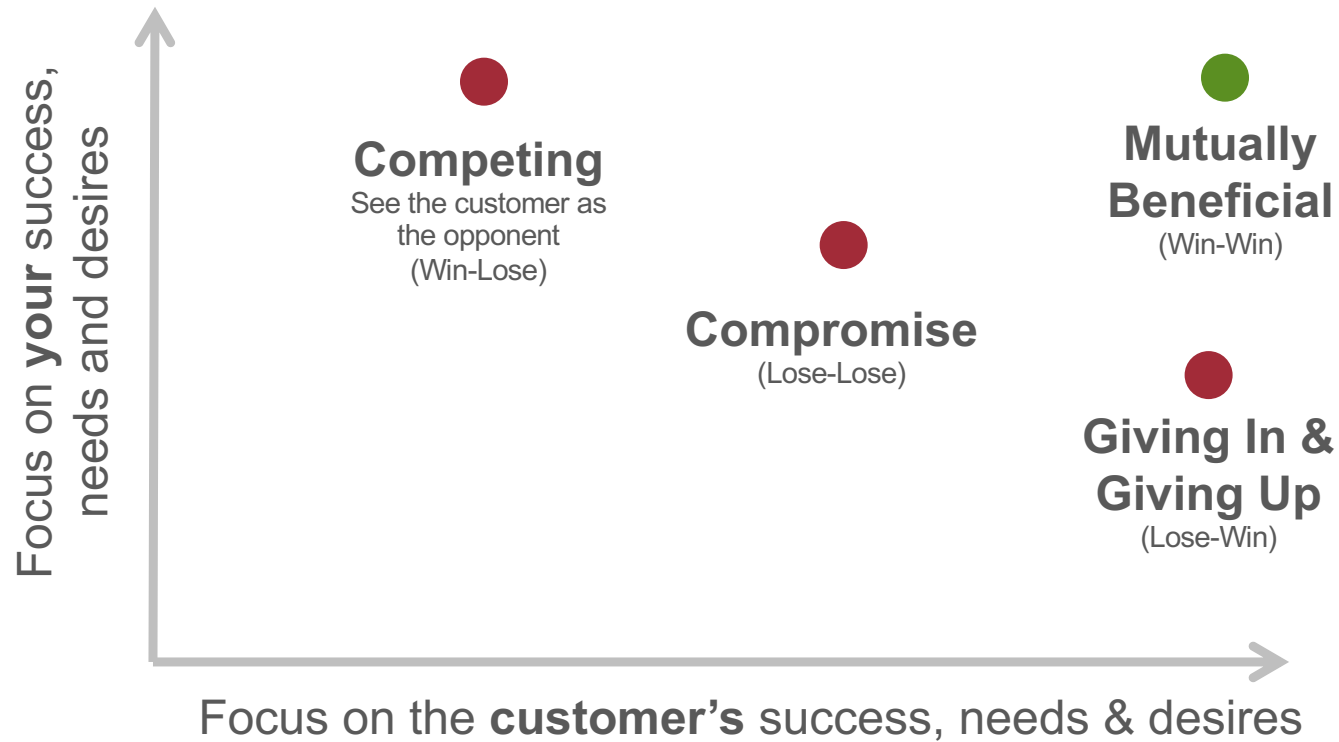 Focus on your success,
needs and desires
Competing
See the customer as
the opponent
(Win-Lose)
Compromise
(Lose-Lose)
Mutually
Beneficial
(Win-Win)
Giving In &
Giving Up
(Lose-Win)
Focus on the customer’s success, needs & desires